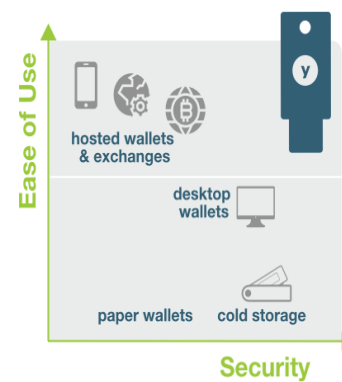 Ease of Use
y
hosted wallets
& exchanges
desktop
wallets
paper wallets
cold storage
Security